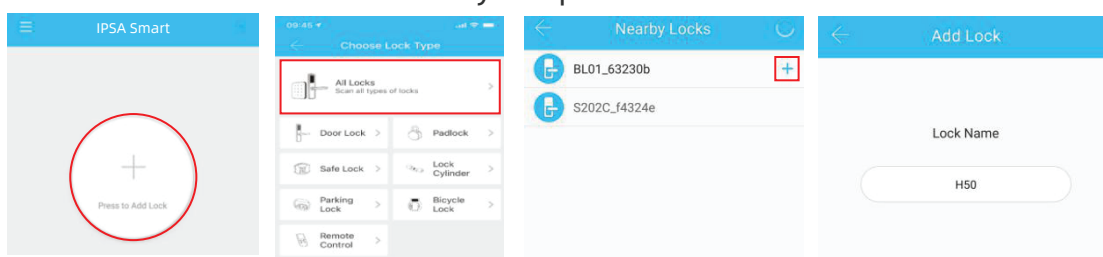 IPSA Smart
Press to Add Lock
09:45
Choose Lock Type
All Locks
Scan all types of locks
Door Lock
Padlock
Safe Lock
Lock
Cylinder
Parking
Lock
Bicycle
Lock
Remote
Control
Nearby Locks
BL01_63230b
S202C_f4324e
Add Lock
Lock Name
H50